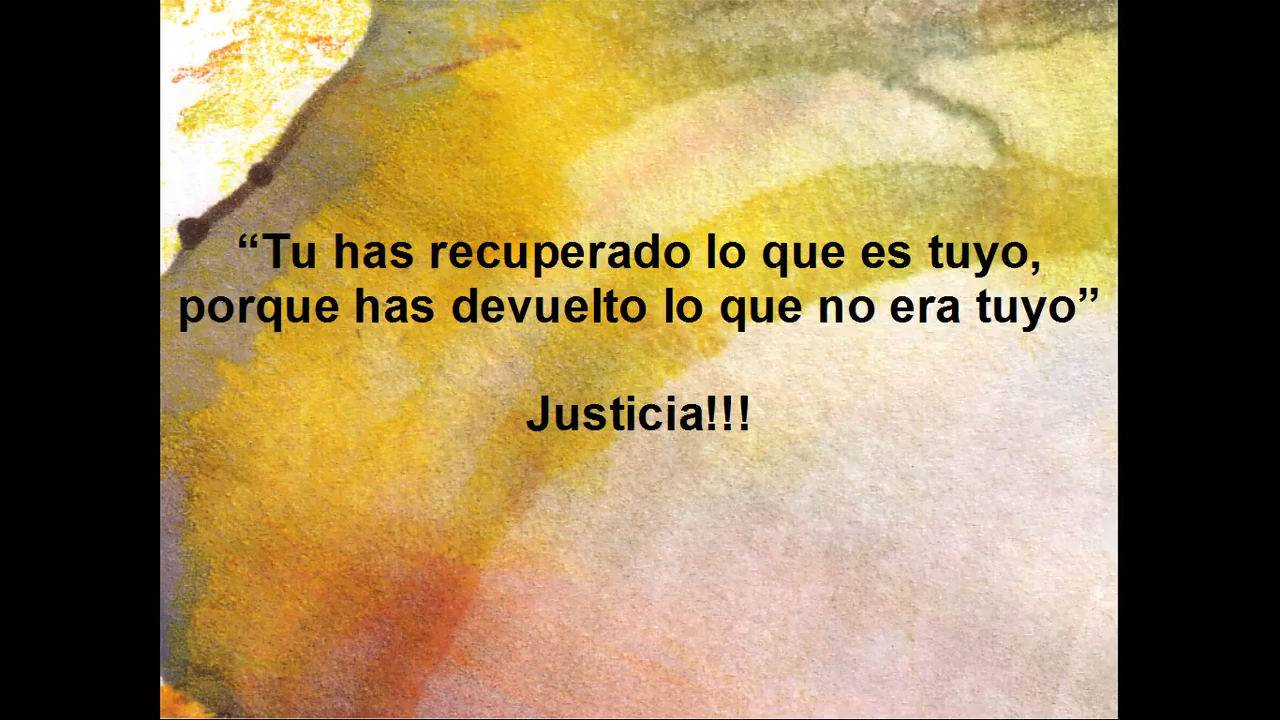 “Tu has recuperado lo que es tuyo,
porque has devuelto lo que no era tuyo”
Justicia!!!